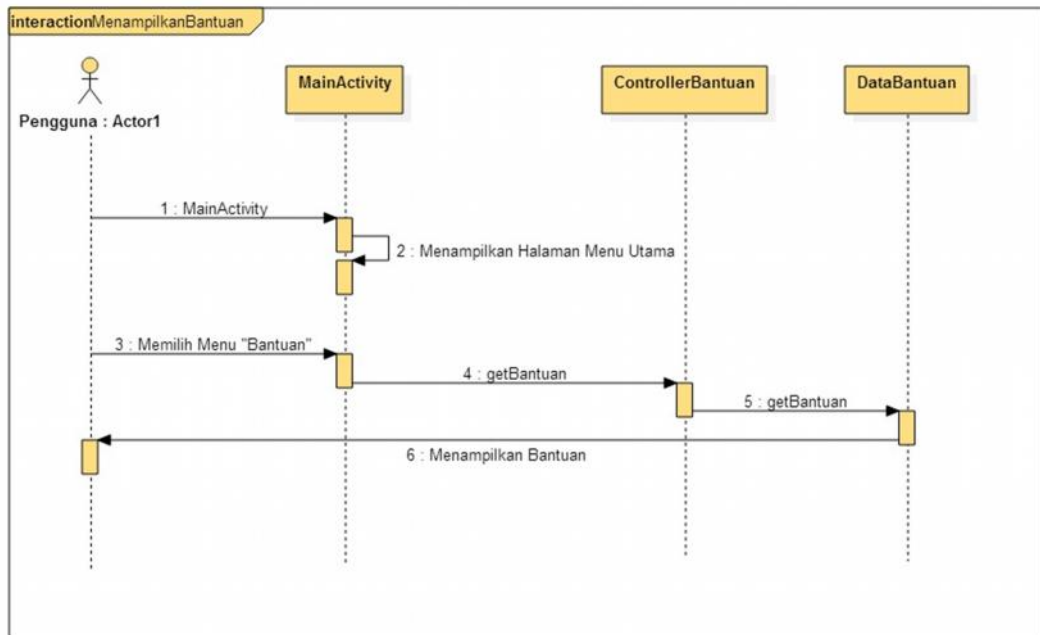 interactionMenampilkanBantuan
Pengguna : Actor1
MainActivity
ControllerBantuan
DataBantuan
1 : MainActivity
2 : Menampilkan Halaman Menu Utama
3 : Memilih Menu "Bantuan"
4 : getBantuan
5 : getBantuan
6 : Menampilkan Bantuan